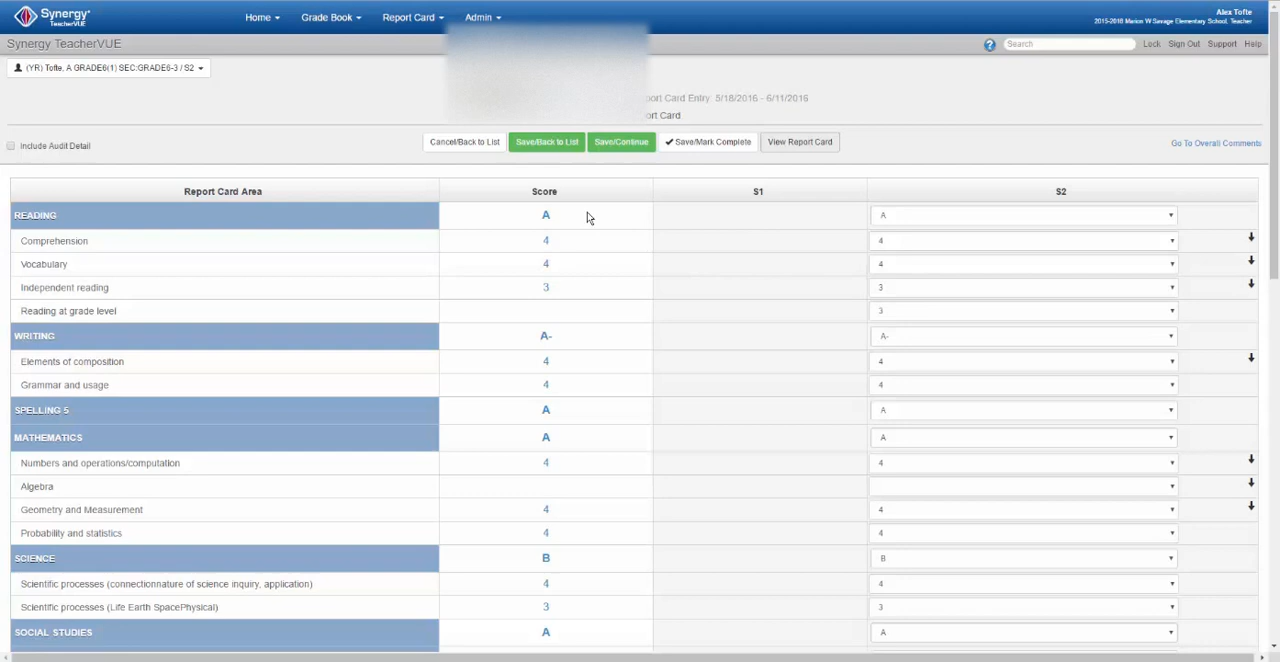 Synergy TeacherVUE Home Grade Book Report Card Admin Alex Tofte
2015-2016 Marion W Savage Elementary School, Teacher
Synergy TeacherVUE ? Search Lock Sign Out Support Help
(YR) Tofte, A GRADE6(1) SEC:GRADE6-3 / S2
port Card Entry: 5/18/2016 - 6/11/2016
ort Card
Include Audit Detail Cancel/Back to List Save/Back to List Save/Continue Save/Mark Complete View Report Card Go To Overall Comments
Report Card Area Score S1 S2
READING A A
Comprehension 4 4
Vocabulary 4 4
Independent reading 3 3
Reading at grade level 3
WRITING A- A-
Elements of composition 4 4
Grammar and usage 4 4
SPELLING 5 A A
MATHEMATICS A A
Numbers and operations/computation 4 4
Algebra
Geometry and Measurement 4 4
Probability and statistics 4 4
SCIENCE B B
Scientific processes (connectionnature of science inquiry, application) 4 4
Scientific processes (Life Earth SpacePhysical) 3 3
SOCIAL STUDIES A A